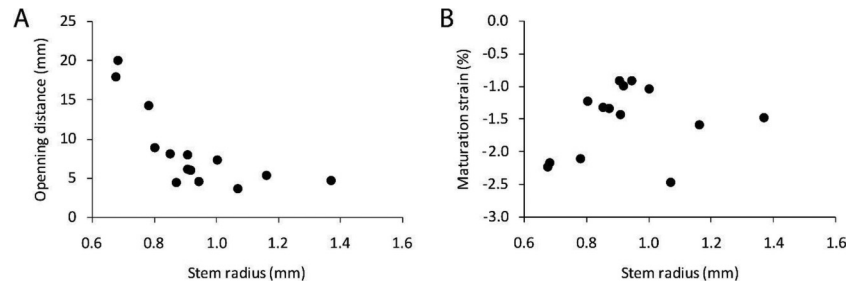 A
25
20
15
10
5
0
Openning distance (mm)
0.6 0.8 1.0 1.2 1.4 1.6
Stem radius (mm)
B
0.0
-0.5
-1.0
-1.5
-2.0
-2.5
-3.0
Maturation strain (%)
0.6 0.8 1.0 1.2 1.4 1.6
Stem radius (mm)